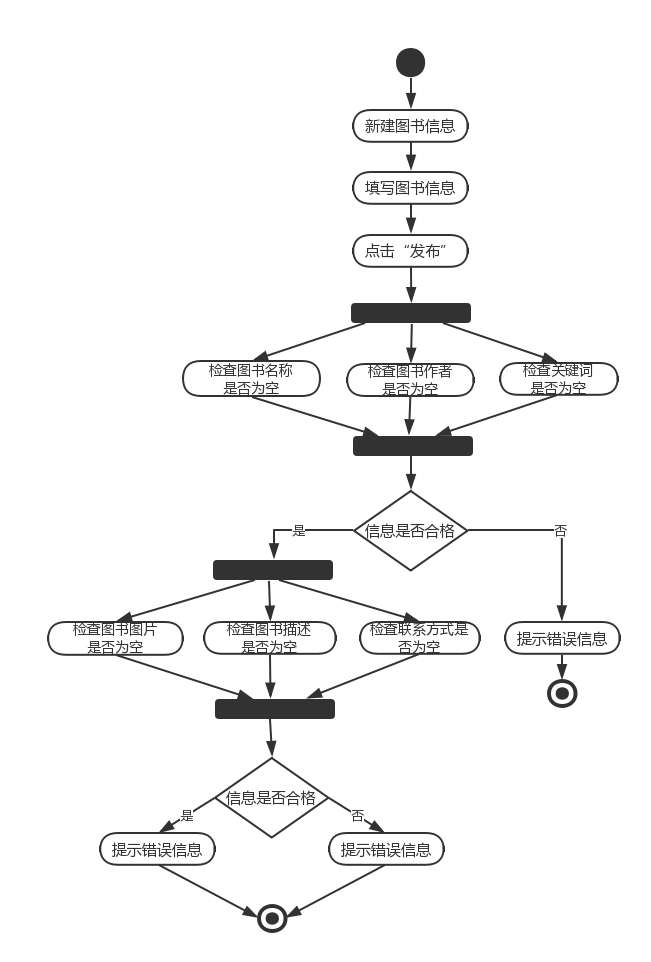 新建图书信息
填写图书信息
点击“发布”
检查图书名称
是否为空
检查图书作者
是否为空
检查关键词
是否为空
信息是否合格
是
否
检查图书图片
是否为空
检查图书描述
是否为空
检查联系方式是
否为空
提示错误信息
信息是否合格
是
否
提示错误信息
提示错误信息